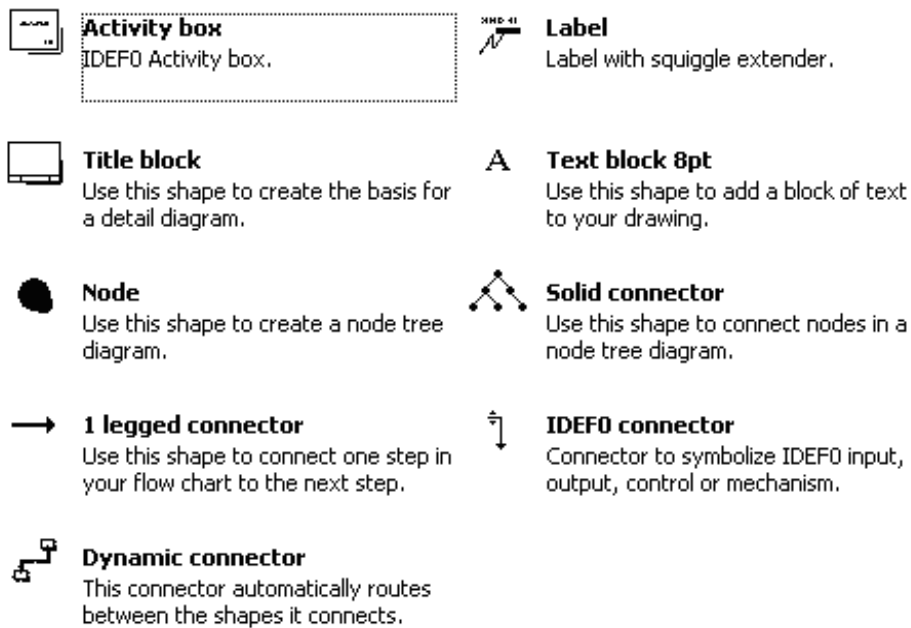 Activity box
IDEF0 Activity box.
Label
Label with squiggle extender.
Title block
Use this shape to create the basis for
a detail diagram.
A
Text block 8pt
Use this shape to add a block of text
to your drawing.
Node
Use this shape to create a node tree
diagram.
Solid connector
Use this shape to connect nodes in a
node tree diagram.
1 legged connector
Use this shape to connect one step in
your flow chart to the next step.
IDEF0 connector
Connector to symbolize IDEF0 input,
output, control or mechanism.
Dynamic connector
This connector automatically routes
between the shapes it connects.